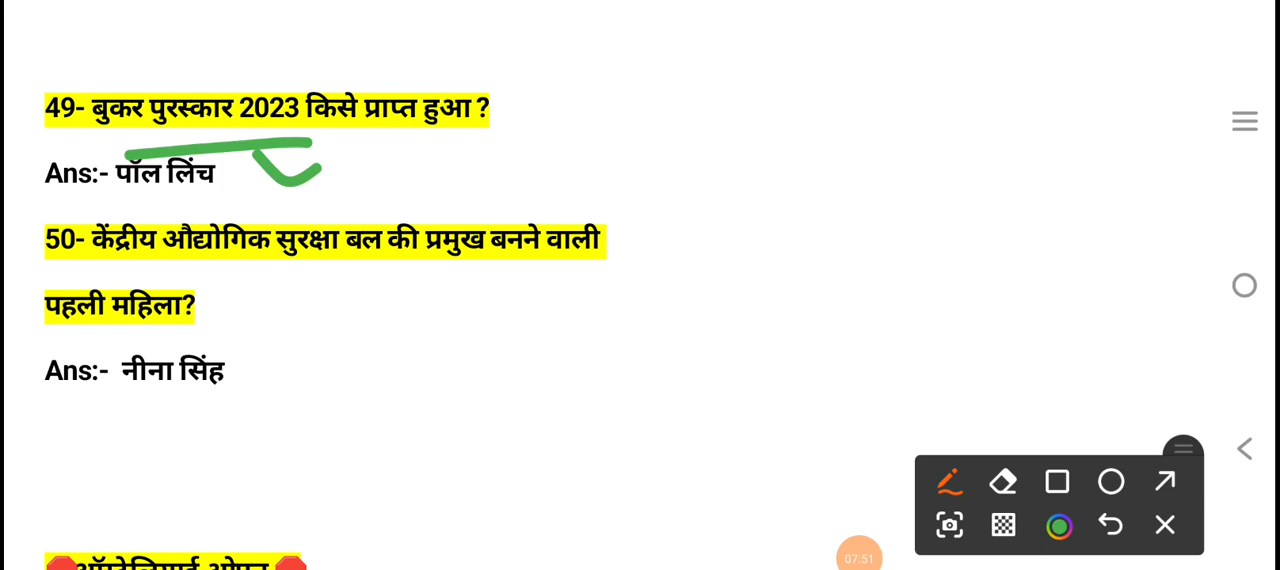 49- बुकर पुरस्कार 2023 किसे प्राप्त हुआ ?
Ans:- पॉल लिंच
50- केंद्रीय औद्योगिक सुरक्षा बल की प्रमुख बनने वाली
पहली महिला?
Ans:- नीना सिंह
07:51